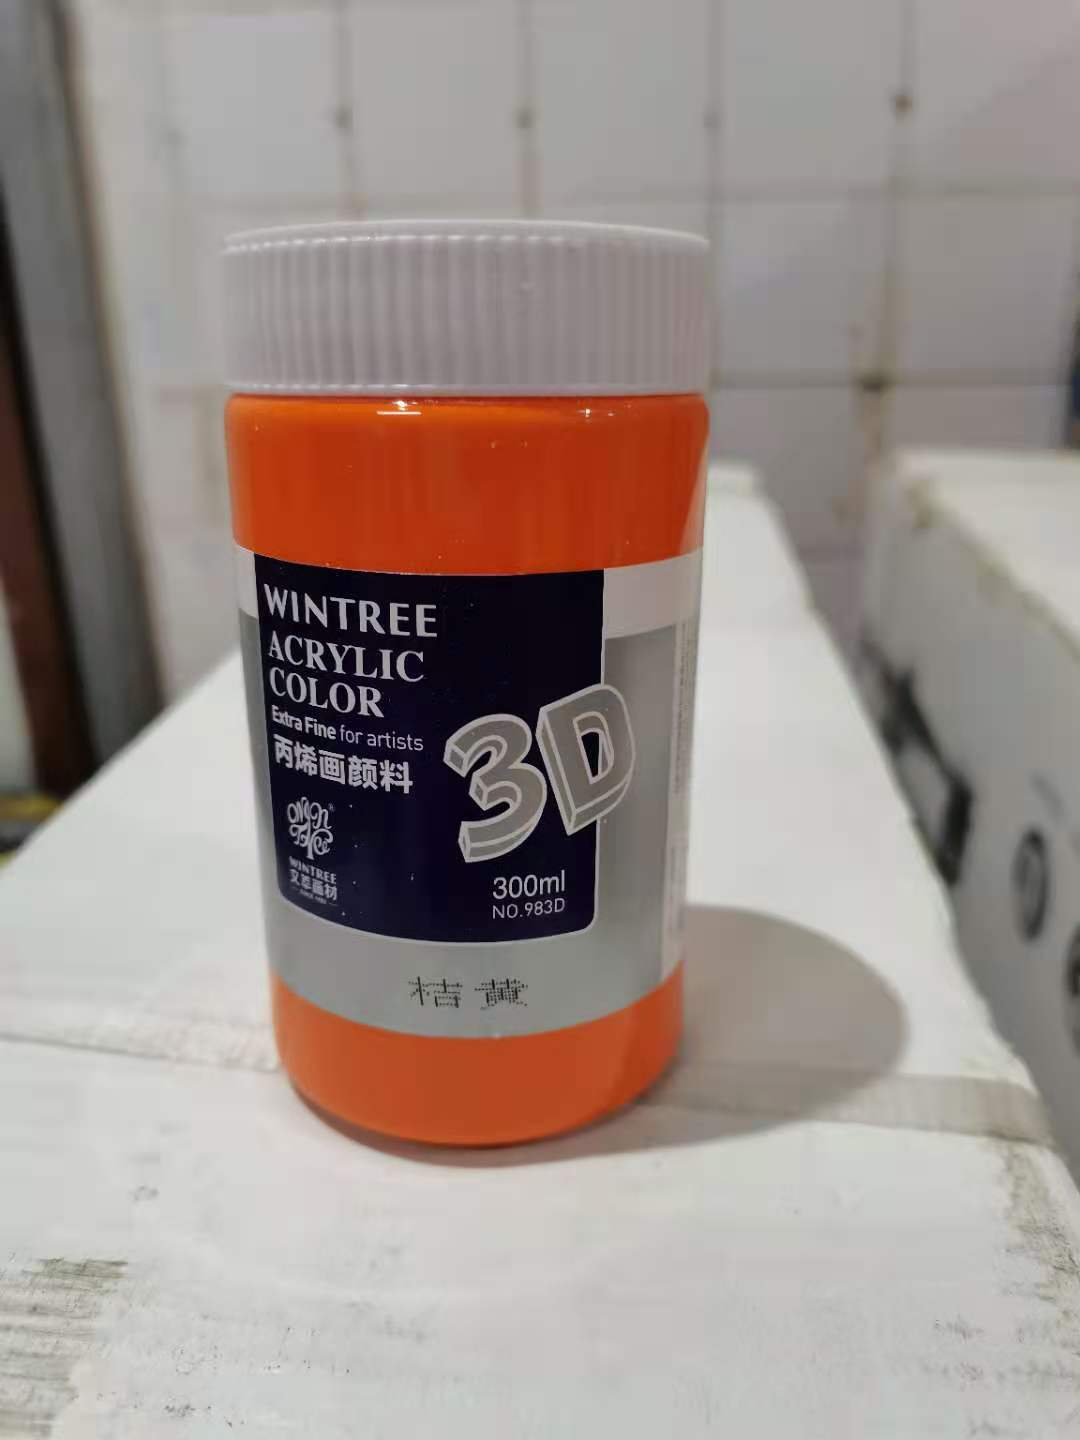 WINTREE
ACRYLIC
COLOR
Extra Fine for artists
丙烯画颜料
3D
WINTREE
文萃画材
300ml
NO.983D
桔黄